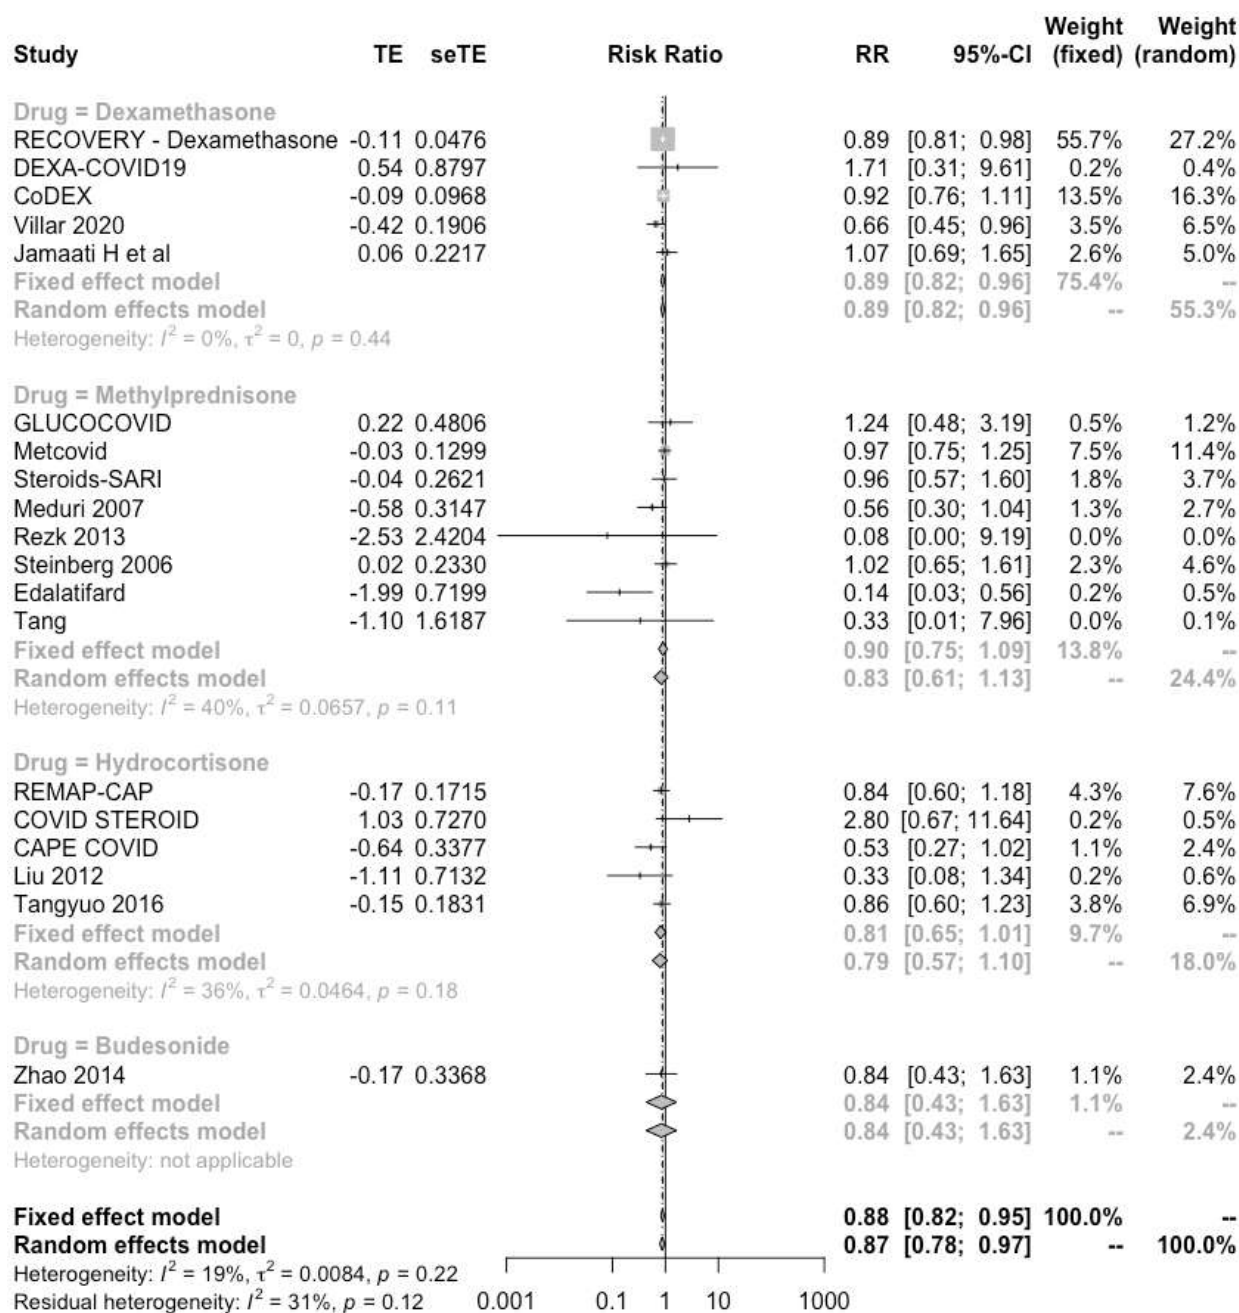 Weight Weight
Study TE seTE Risk Ratio RR 95%-CI (fixed) (random)
Drug = Dexamethasone
RECOVERY - Dexamethasone -0.11 0.0476 0.89 [0.81; 0.98] 55.7% 27.2%
DEXA-COVID19 0.54 0.8797 1.71 [0.31; 9.61] 0.2% 0.4%
CoDEX -0.09 0.0968 0.92 [0.76; 1.11] 13.5% 16.3%
Villar 2020 -0.42 0.1906 0.66 [0.45; 0.96] 3.5% 6.5%
Jamaati H et al 0.06 0.2217 1.07 [0.69; 1.65] 2.6% 5.0%
Fixed effect model 0.89 [0.82; 0.96] 75.4% --
Random effects model 0.89 [0.82; 0.96] -- 55.3%
Heterogeneity: I² = 0%, τ² = 0, p = 0.44
Drug = Methylprednisone
GLUCOCOVID 0.22 0.4806 1.24 [0.48; 3.19] 0.5% 1.2%
Metcovid -0.03 0.1299 0.97 [0.75; 1.25] 7.5% 11.4%
Steroids-SARI -0.04 0.2621 0.96 [0.57; 1.60] 1.8% 3.7%
Meduri 2007 -0.58 0.3147 0.56 [0.30; 1.04] 1.3% 2.7%
Rezk 2013 -2.53 2.4204 0.08 [0.00; 9.19] 0.0% 0.0%
Steinberg 2006 0.02 0.2330 1.02 [0.65; 1.61] 2.3% 4.6%
Edalatifard -1.99 0.7199 0.14 [0.03; 0.56] 0.2% 0.5%
Tang -1.10 1.6187 0.33 [0.01; 7.96] 0.0% 0.1%
Fixed effect model 0.90 [0.75; 1.09] 13.8% --
Random effects model 0.83 [0.61; 1.13] -- 24.4%
Heterogeneity: I² = 40%, τ² = 0.0657, p = 0.11
Drug = Hydrocortisone
REMAP-CAP -0.17 0.1715 0.84 [0.60; 1.18] 4.3% 7.6%
COVID STEROID 1.03 0.7270 2.80 [0.67; 11.64] 0.2% 0.5%
CAPE COVID -0.64 0.3377 0.53 [0.27; 1.02] 1.1% 2.4%
Liu 2012 -1.11 0.7132 0.33 [0.08; 1.34] 0.2% 0.6%
Tangyuo 2016 -0.15 0.1831 0.86 [0.60; 1.23] 3.8% 6.9%
Fixed effect model 0.81 [0.65; 1.01] 9.7% --
Random effects model 0.79 [0.57; 1.10] -- 18.0%
Heterogeneity: I² = 36%, τ² = 0.0464, p = 0.18
Drug = Budesonide
Zhao 2014 -0.17 0.3368 0.84 [0.43; 1.63] 1.1% 2.4%
Fixed effect model 0.84 [0.43; 1.63] 1.1% --
Random effects model 0.84 [0.43; 1.63] -- 2.4%
Heterogeneity: not applicable
Fixed effect model 0.88 [0.82; 0.95] 100.0% --
Random effects model 0.87 [0.78; 0.97] -- 100.0%
Heterogeneity: I² = 19%, τ² = 0.0084, p = 0.22
Residual heterogeneity: I² = 31%, p = 0.12 0.001 0.1 1 10 1000